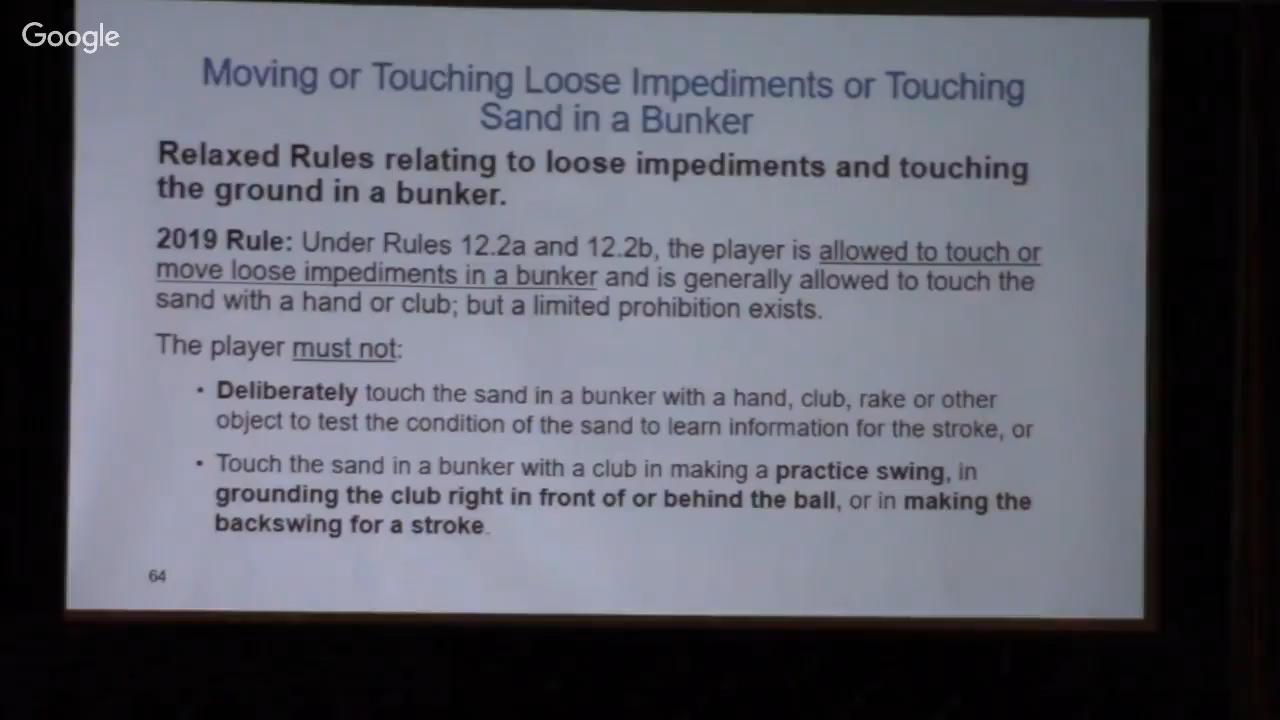 Google
Moving or Touching Loose Impediments or Touching
Sand in a Bunker
Relaxed Rules relating to loose impediments and touching
the ground in a bunker.
2019 Rule: Under Rules 12.2a and 12.2b, the player is allowed to touch or
move loose impediments in a bunker and is generally allowed to touch the
sand with a hand or club; but a limited prohibition exists.
The player must not:
• Deliberately touch the sand in a bunker with a hand, club, rake or other
object to test the condition of the sand to learn information for the stroke, or
• Touch the sand in a bunker with a club in making a practice swing, in
grounding the club right in front of or behind the ball, or in making the
backswing for a stroke.
64